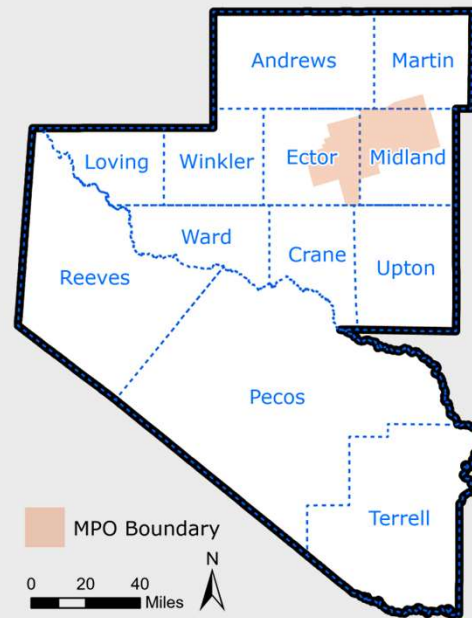 Andrews
Martin
Loving
Winkler
Ector
Midland
Ward
Crane
Upton
Reeves
Pecos
Terrell
MPO Boundary
N
0 20 40
Miles